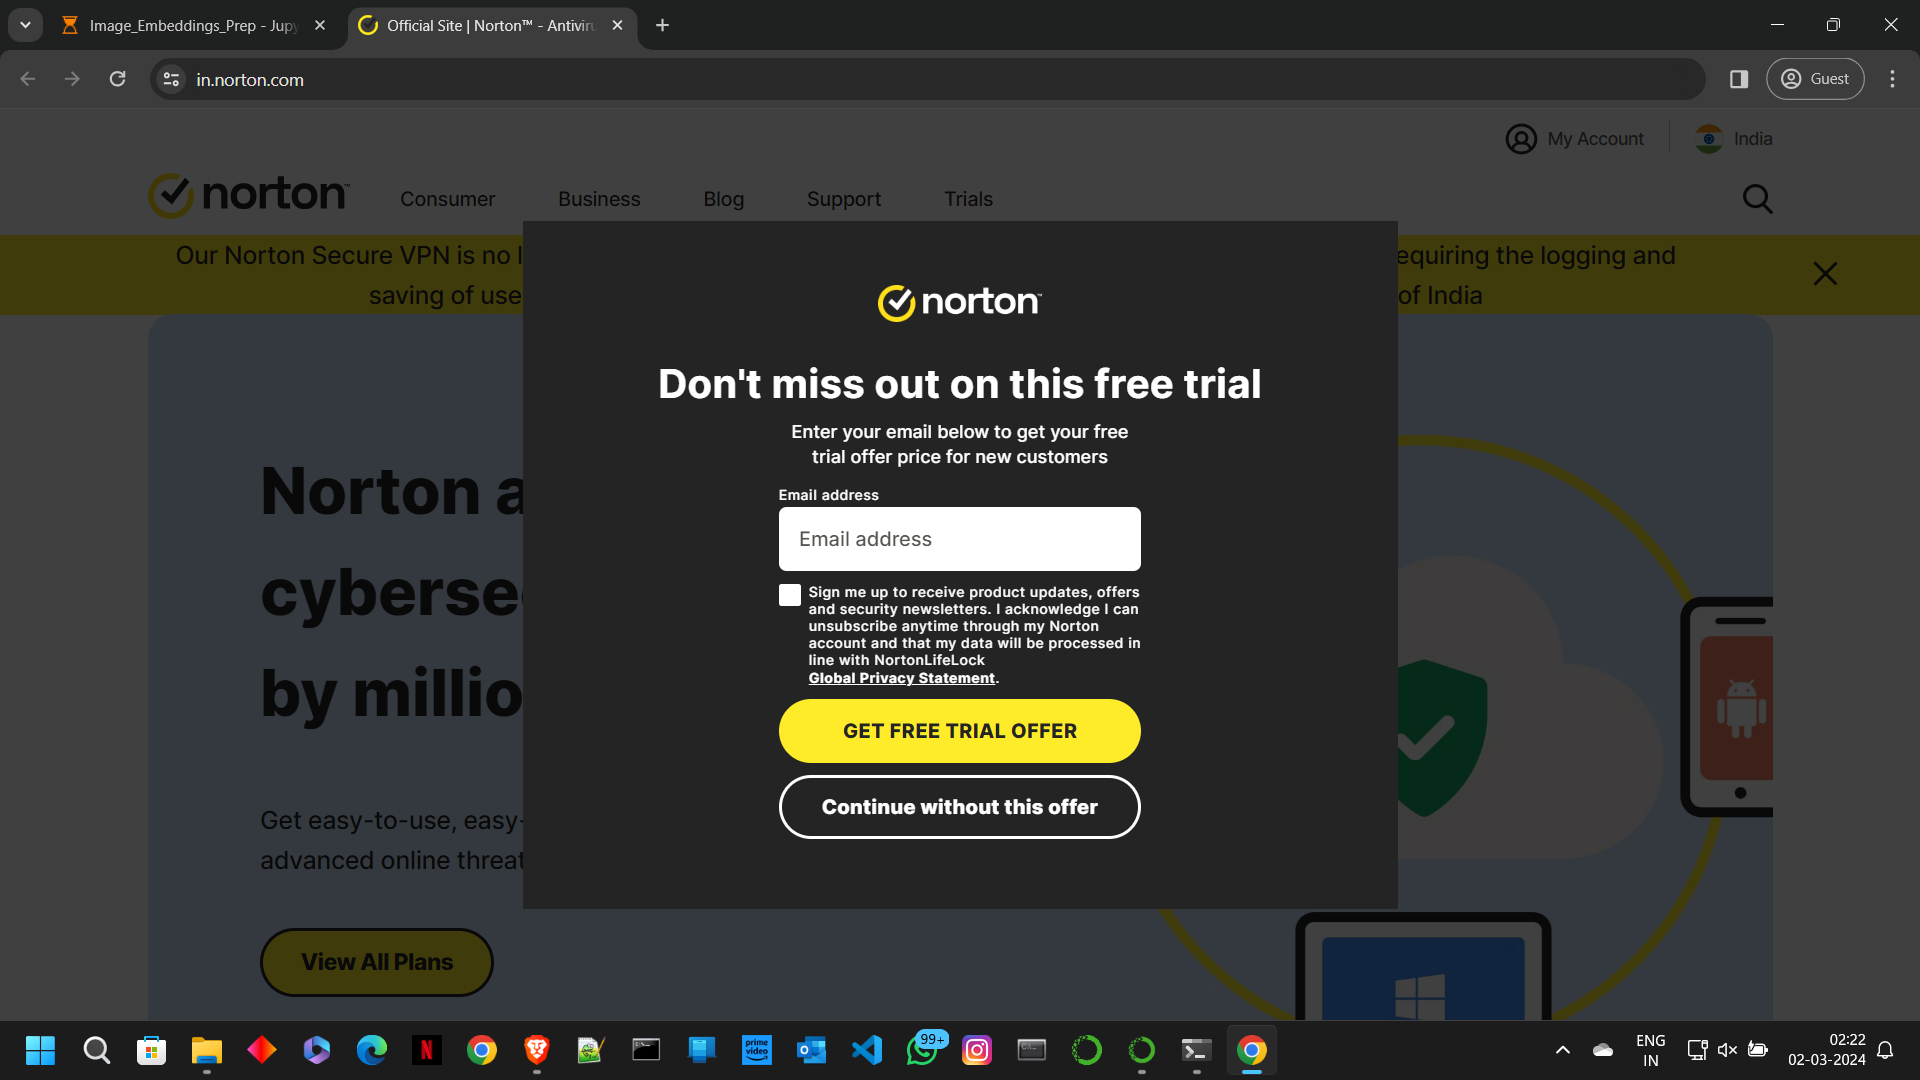 Image_Embeddings_Prep - Jupy
Official Site | Norton™ - Antiviru
in.norton.com
Guest
My Account
India
norton
Consumer
Business
Blog
Support
Trials
Our Norton Secure VPN is no l
equiring the logging and
saving of use
of India
norton
Don't miss out on this free trial
Enter your email below to get your free
trial offer price for new customers
Email address
Email address
Sign me up to receive product updates, offers
and security newsletters. I acknowledge I can
unsubscribe anytime through my Norton
account and that my data will be processed in
line with NortonLifeLock
Global Privacy Statement.
GET FREE TRIAL OFFER
Continue without this offer
Norton a
cyberse
by millio
Get easy-to-use, easy-
advanced online threat
View All Plans
prime
video
99+
ENG
IN
02:22
02-03-2024